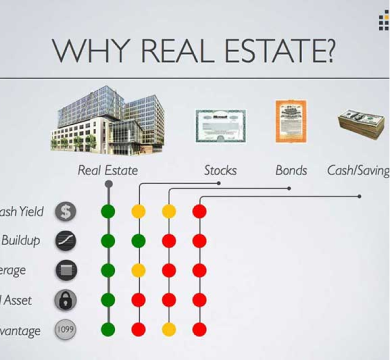 WHY REAL ESTATE?
Real Estate Stocks Bonds Cash/Saving
ash Yield $
Buildup
erage
Asset
vantage 1099